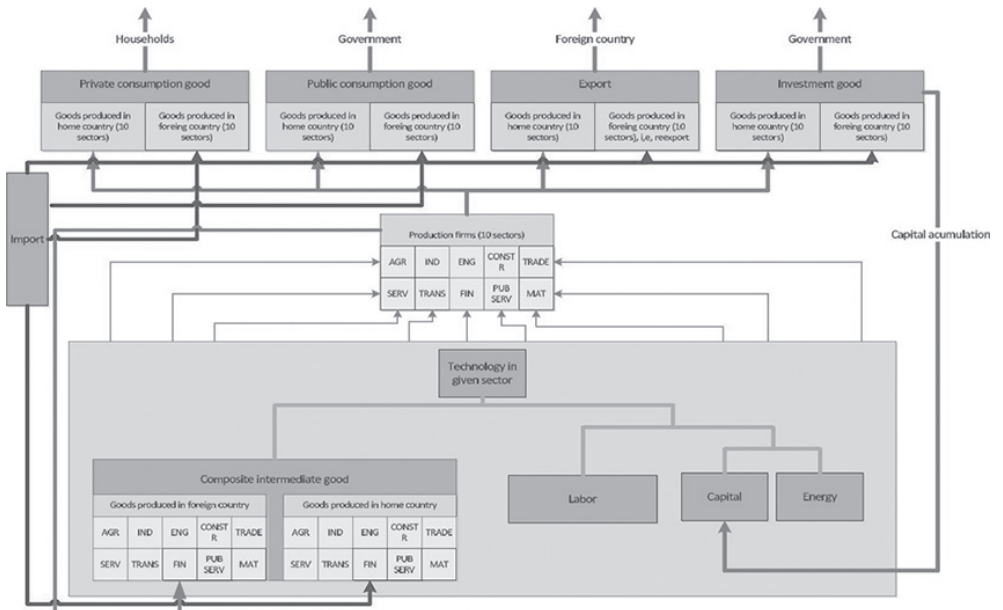 Households
Government
Foreign country
Government
Private consumption good
Public consumption good
Export
Investment good
Goods produced in
home country (10
sectors)
Goods produced in
foreing country (10
sectors)
Goods produced in
home country (10
sectors)
Goods produced in
foreing country (10
sectors)
Goods produced in
home country (10
sectors)
Goods produced in
foreing country (10
sectors), i,e, reexport
Goods produced in
home country (10
sectors)
Goods produced in
foreing country (10
sectors)
Import
Production firms (10 sectors)
AGR
IND
ENG
CONST
R
TRADE
SERV
TRANS
FIN
PUB
SERV
MAT
Capital acumulation
Technology in
given sector
Composite intermediate good
Goods produced in foreign country
Goods produced in home country
AGR
IND
ENG
CONST
R
TRADE
SERV
TRANS
FIN
PUB
SERV
MAT
AGR
IND
ENG
CONST
R
TRADE
SERV
TRANS
FIN
PUB
SERV
MAT
Labor
Capital
Energy